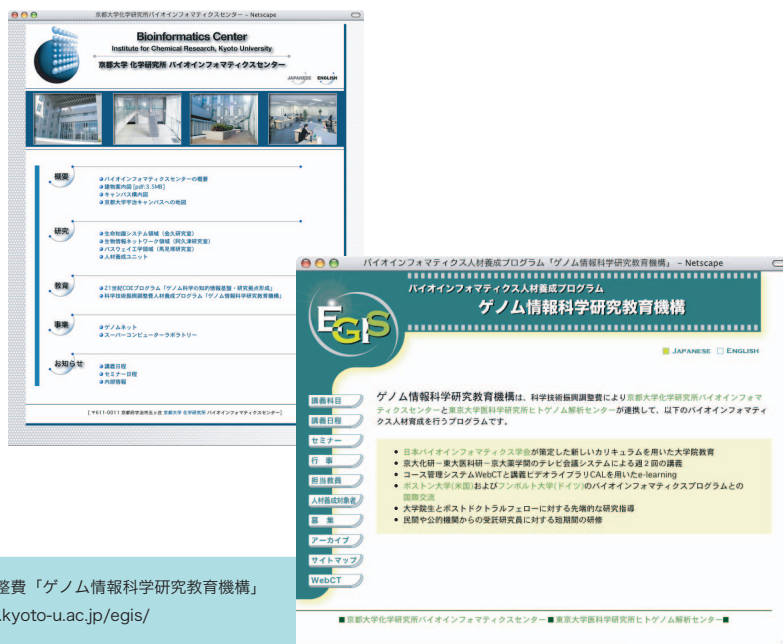 京都大学化学研究所バイオインフォマティクスセンター – Netscape
Bioinformatics Center
Institute for Chemical Research, Kyoto University
京都大学 化学研究所 バイオインフォマティクスセンター
JAPANESE ENGLISH
概要
バイオインフォマティクスセンターの概要
建物案内図 [pdf:3.5MB]
キャンパス構内図
京都大学宇治キャンパスへの地図
研究
生命知識システム領域（金久研究室）
生物情報ネットワーク領域（阿久津研究室）
パスウェイ工学領域（馬見塚研究室）
人材養成ユニット
教育
21世紀COEプログラム「ゲノム科学の知的情報基盤・研究拠点形成」
科学技術振興調整費人材養成プログラム「ゲノム情報科学研究教育機構」
事業
ゲノムネット
スーパーコンピューターラボラトリー
お知らせ
講義日程
セミナー日程
内部情報
[ 〒611-0011 京都府宇治市五ヶ庄 京都大学 化学研究所 バイオインフォマティクスセンター]
バイオインフォマティクス人材養成プログラム「ゲノム情報科学研究教育機構」 – Netscape
EGIS
バイオインフォマティクス人材養成プログラム
ゲノム情報科学研究教育機構
JAPANESE ENGLISH
講義科目
講義日程
セミナー
行 事
担当教員
人材養成対象者
募 集
アーカイブ
サイトマップ
WebCT
ゲノム情報科学研究教育機構は、科学技術振興調整費により京都大学化学研究所バイオインフォマ
ティクスセンターと東京大学医科学研究所ヒトゲノム解析センターが連携して、以下のバイオインフォマティ
クス人材育成を行うプログラムです。
• 日本バイオインフォマティクス学会が策定した新しいカリキュラムを用いた大学院教育
• 京大化研－東大医科研－京大薬学間のテレビ会議システムによる週２回の講義
• コース管理システムWebCTと講義ビデオライブラリCALを用いたe-learning
• ボストン大学(米国)およびフンボルト大学(ドイツ)のバイオインフォマティクスプログラムとの
国際交流
• 大学院生とポストドクトラルフェローに対する先端的な研究指導
• 民間や公的機関からの受託研究員に対する短期間の研修
■京都大学化学研究所バイオインフォマティクスセンター■東京大学医科学研究所ヒトゲノム解析センター■
整費「ゲノム情報科学研究教育機構」
.kyoto-u.ac.jp/egis/